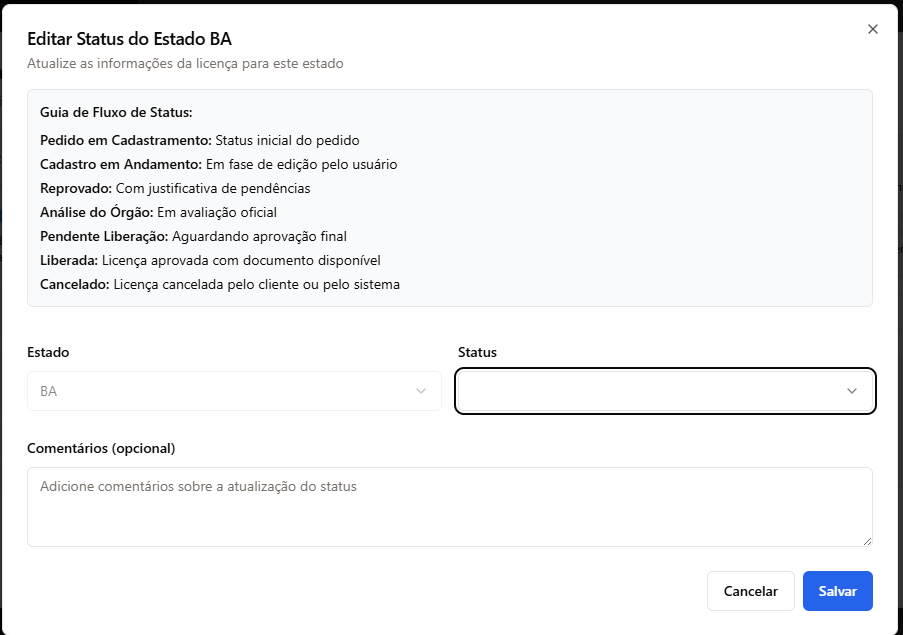 Editar Status do Estado BA
Atualize as informações da licença para este estado
Guia de Fluxo de Status:
Pedido em Cadastramento: Status inicial do pedido
Cadastro em Andamento: Em fase de edição pelo usuário
Reprovado: Com justificativa de pendências
Análise do Órgão: Em avaliação oficial
Pendente Liberação: Aguardando aprovação final
Liberada: Licença aprovada com documento disponível
Cancelado: Licença cancelada pelo cliente ou pelo sistema
Estado
Status
BA
Comentários (opcional)
Adicione comentários sobre a atualização do status
Cancelar
Salvar